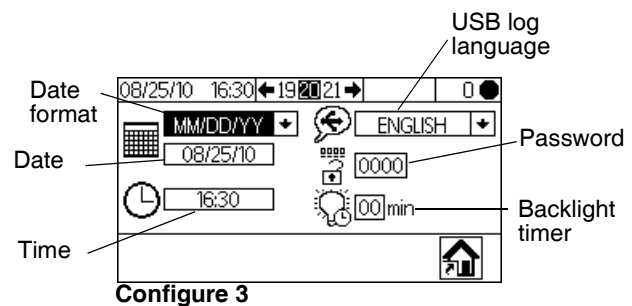 USB log
language
08/25/10 16:30 19 20 21 0
Date
format
MM/DD/YY
ENGLISH
Date
08/25/10
Password
0000
Time
16:30
00 min
Backlight
timer
Configure 3